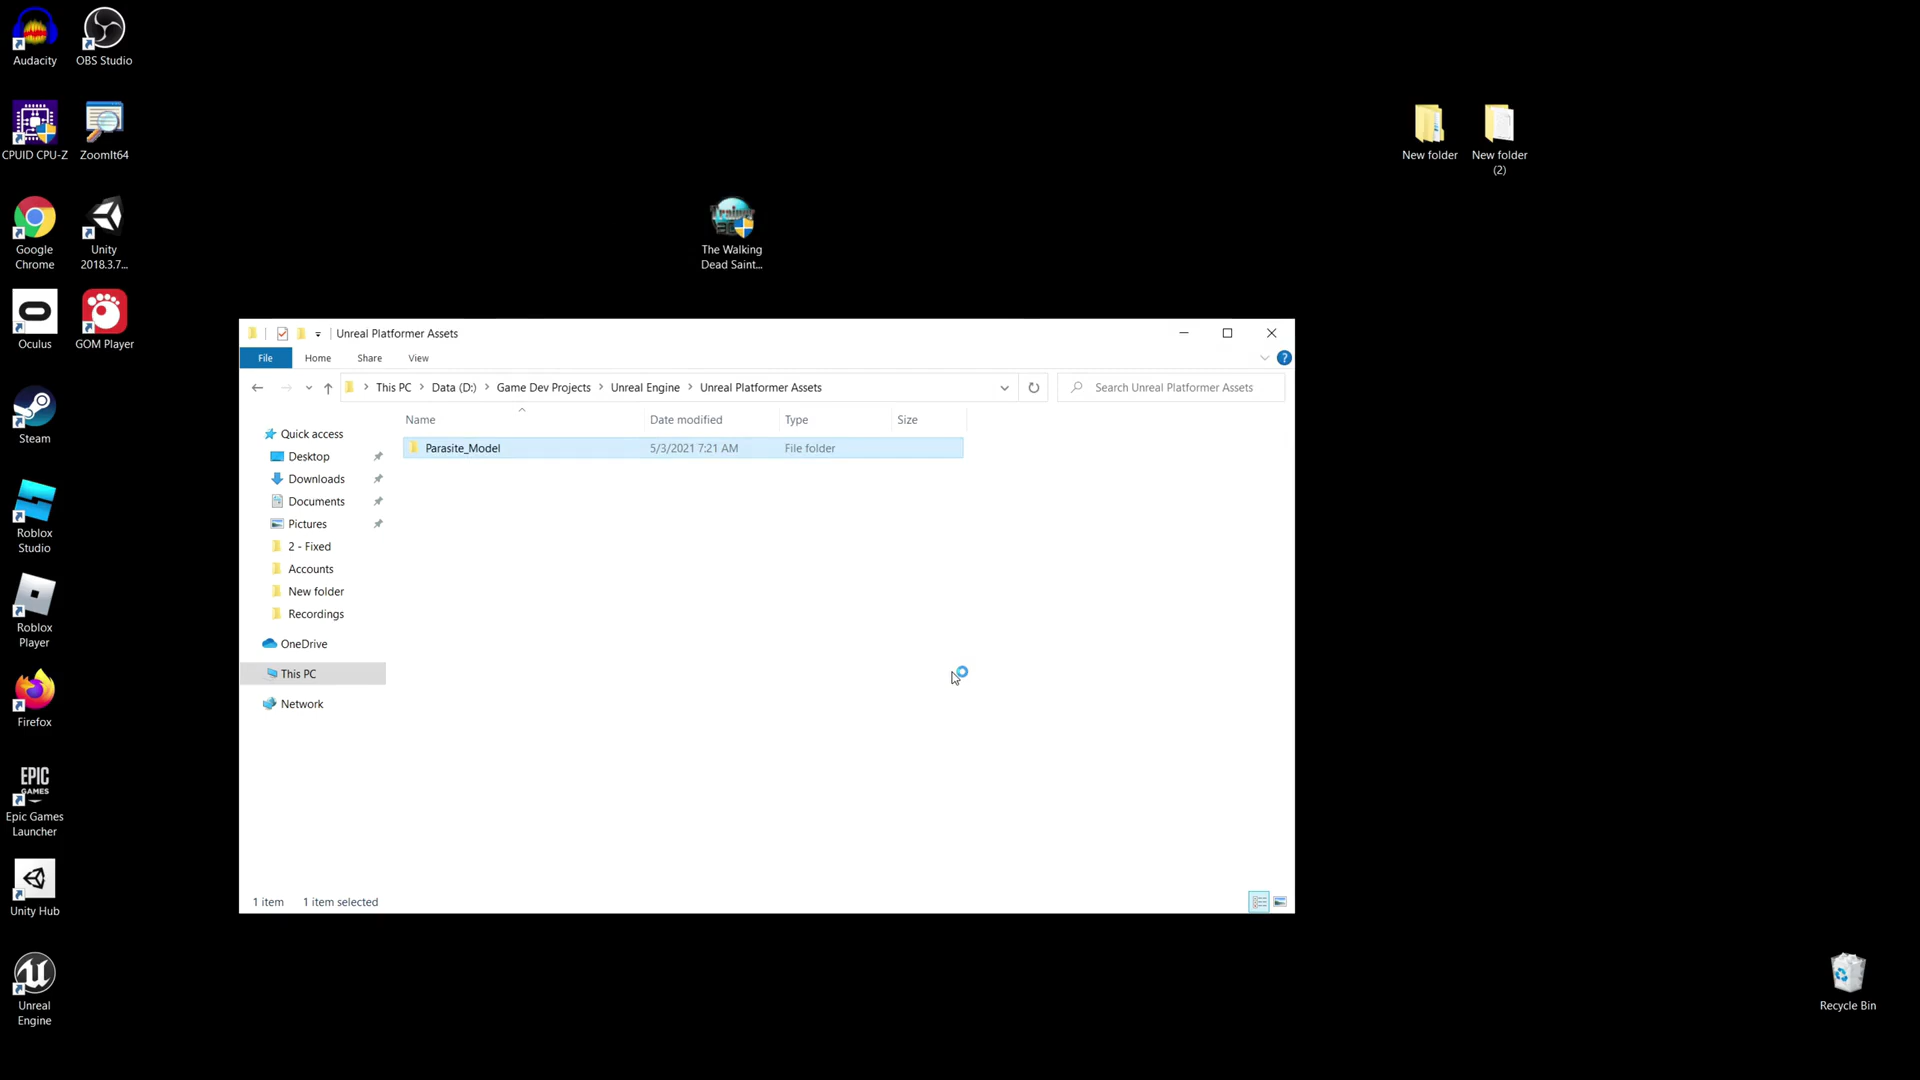 Audacity
OBS Studio
CPUID CPU-Z
ZoomIt64
Google
Chrome
Unity
2018.3.7...
Oculus
GOM Player
Steam
Roblox
Studio
Roblox
Player
Firefox
EPIC
GAMES
Epic Games
Launcher
Unity Hub
Unreal
Engine
New folder
New folder
(2)
Trainer
The Walking
Dead Saint...
Unreal Platformer Assets
File
Home
Share
View
?
This PC
Data (D:)
Game Dev Projects
Unreal Engine
Unreal Platformer Assets
Search Unreal Platformer Assets
Name
Date modified
Type
Size
Quick access
Desktop
Downloads
Documents
Pictures
2 - Fixed
Accounts
New folder
Recordings
OneDrive
This PC
Network
Parasite_Model
5/3/2021 7:21 AM
File folder
1 item
1 item selected
Recycle Bin